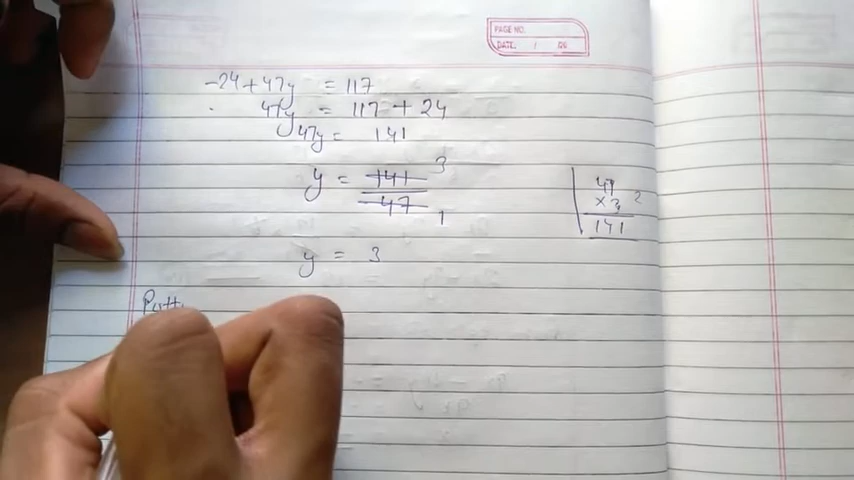 PAGE NO.
DATE: / /20
-24+47y = 117
47y = 117 + 24
47y = 141
y = 141 3
47 1
y = 3
47
×3 2
141